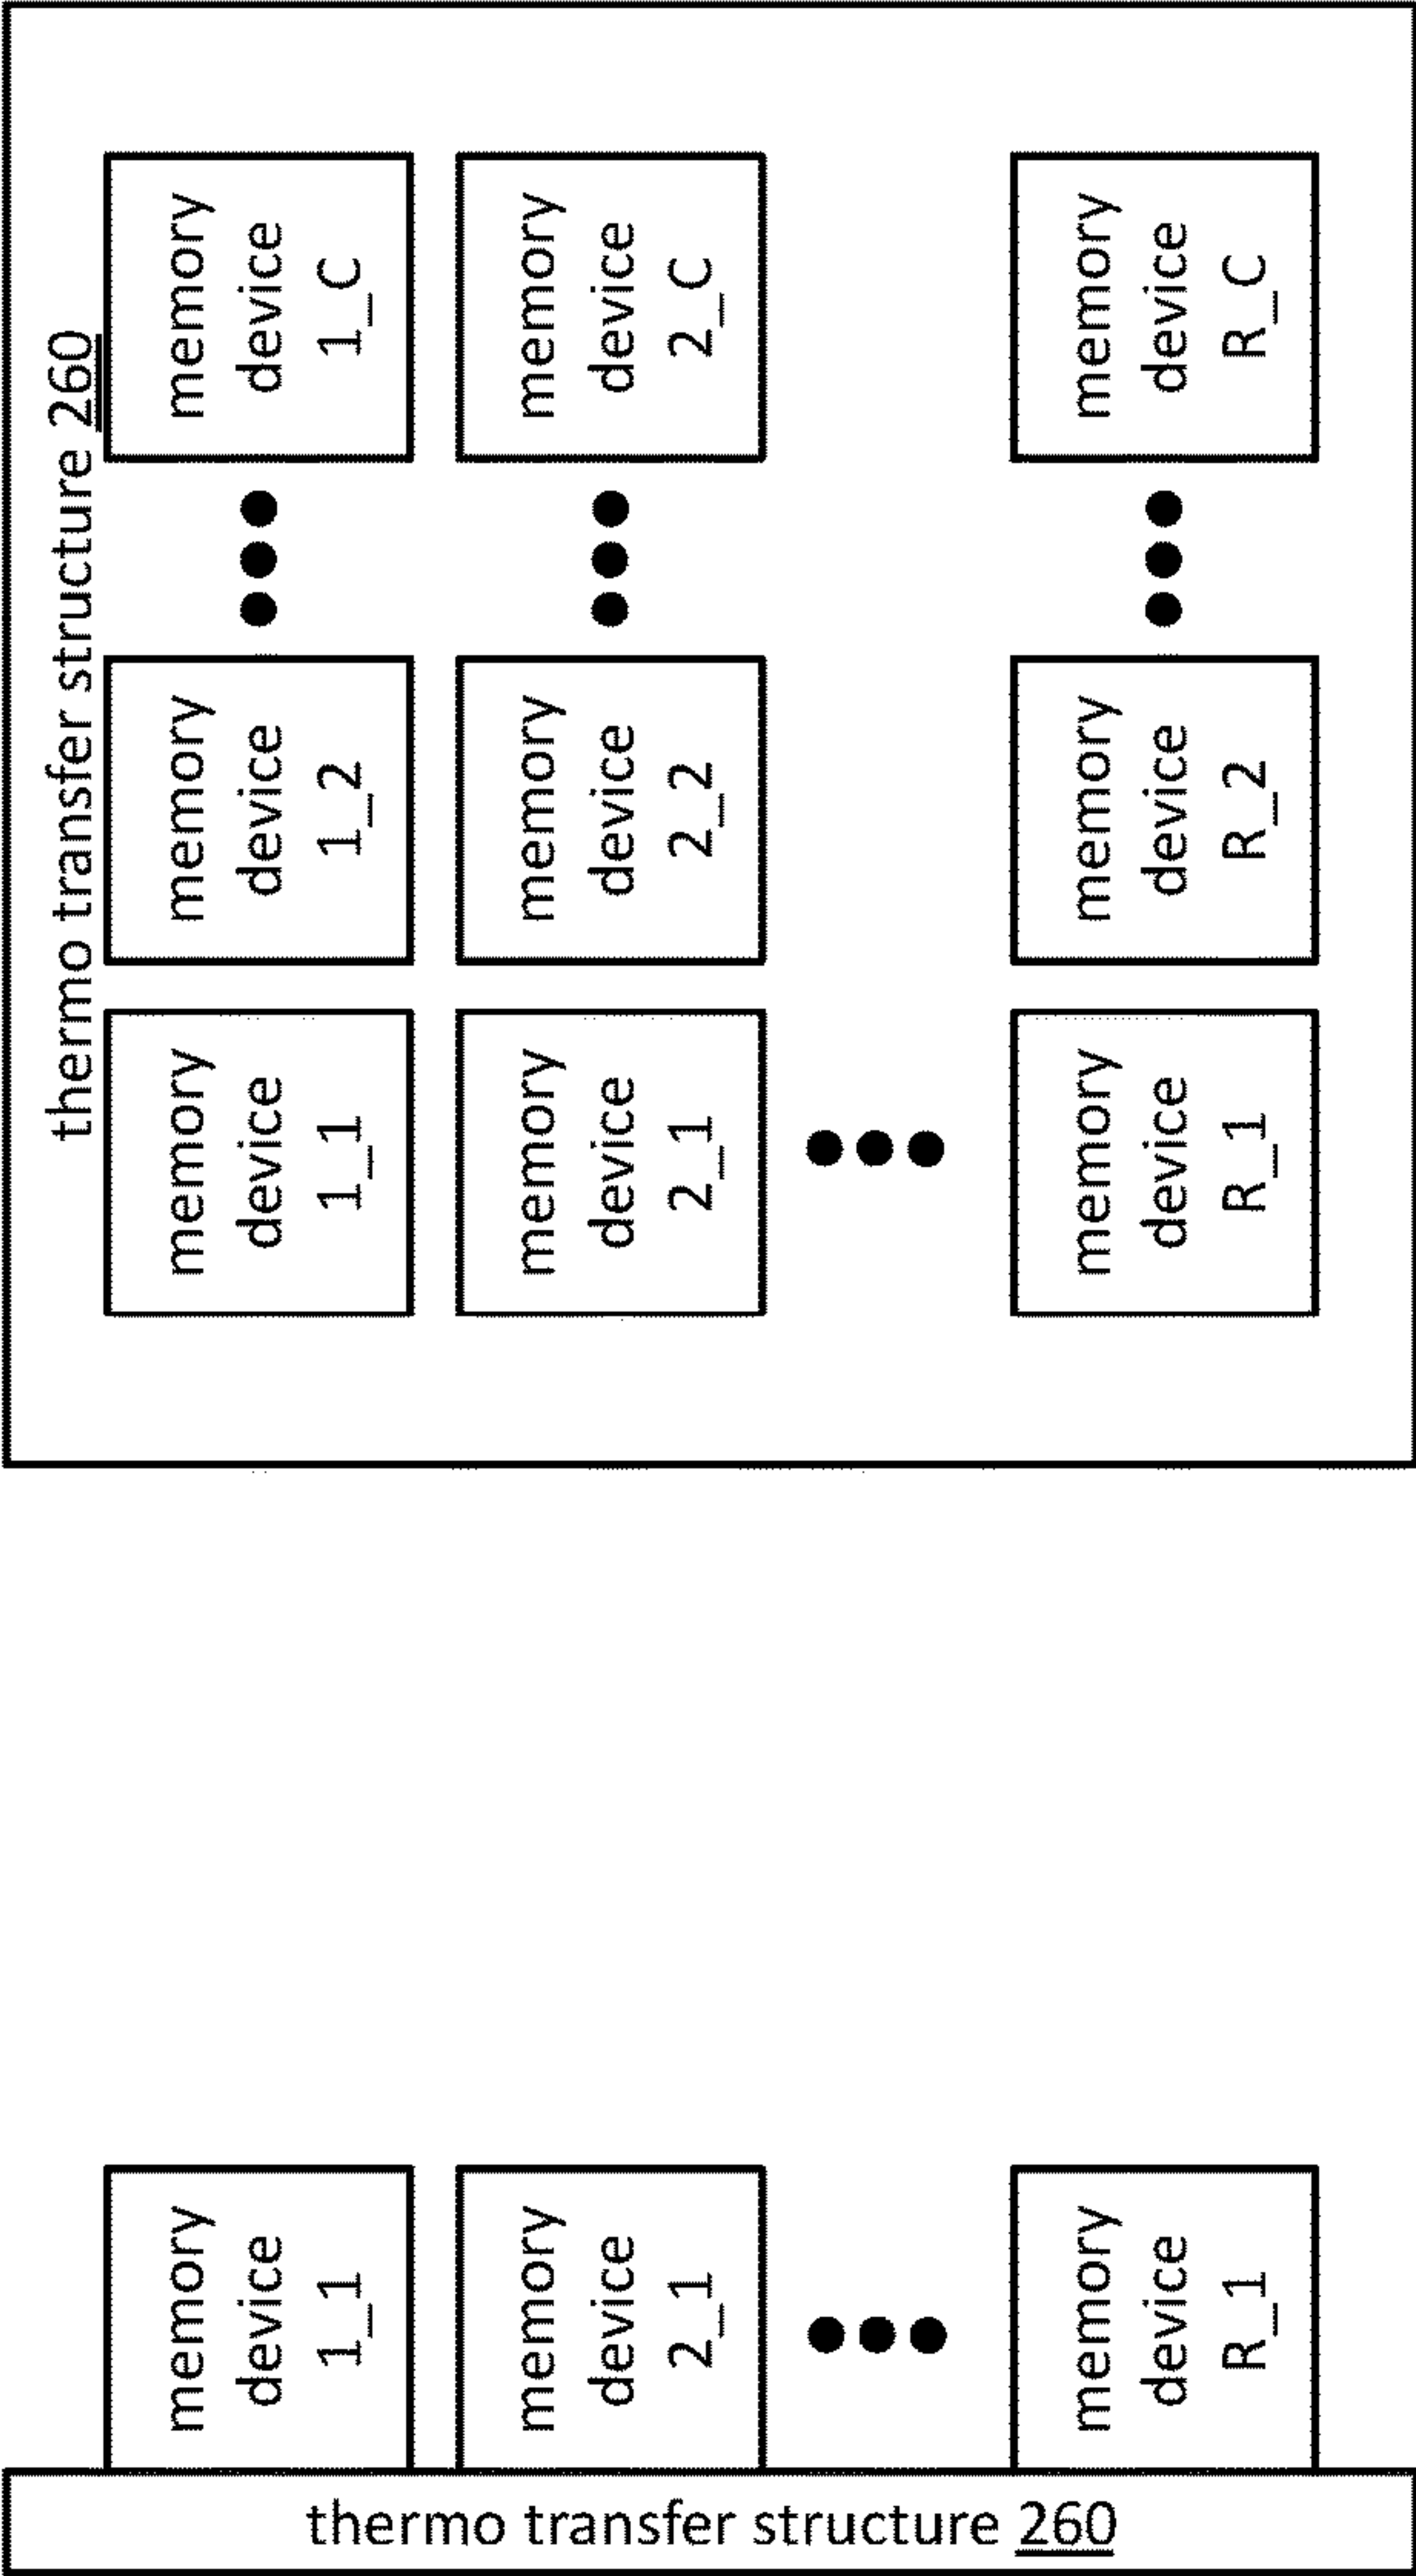 thermo transfer structure 260
memory
device
1_1
memory
device
2_1
memory
device
R_1
thermo transfer structure 260
memory
device
1_1
memory
device
1_2
memory
device
1_C
memory
device
2_1
memory
device
2_2
memory
device
2_C
memory
device
R_1
memory
device
R_2
memory
device
R_C